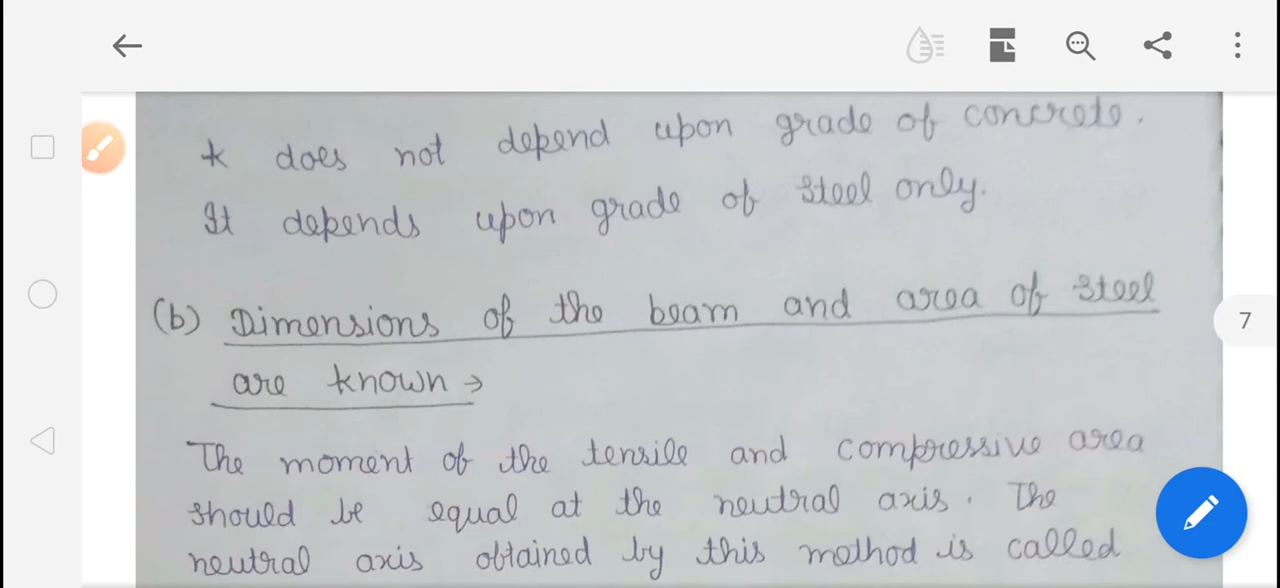 k does not depend upon grade of concrete.
It depends upon grade of steel only.
(b) Dimensions of the beam and area of steel
are known →
7
The moment of the tensile and compressive area
should be equal at the neutral axis. The
neutral axis obtained by this method is called